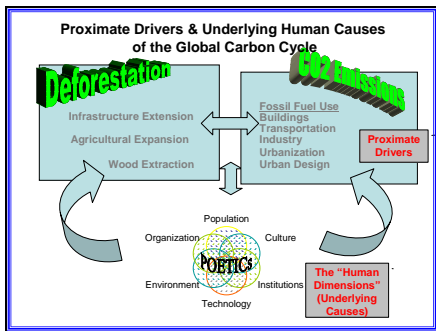 Proximate Drivers & Underlying Human Causes
of the Global Carbon Cycle
Deforestation
Infrastructure Extension
Agricultural Expansion
Wood Extraction
CO2 Emissions
Fossil Fuel Use
Buildings
Transportation
Industry
Urbanization
Urban Design
Proximate
Drivers
Population
Organization
Culture
POETICs
Environment
Institutions
Technology
The “Human
Dimensions”
(Underlying
Causes)